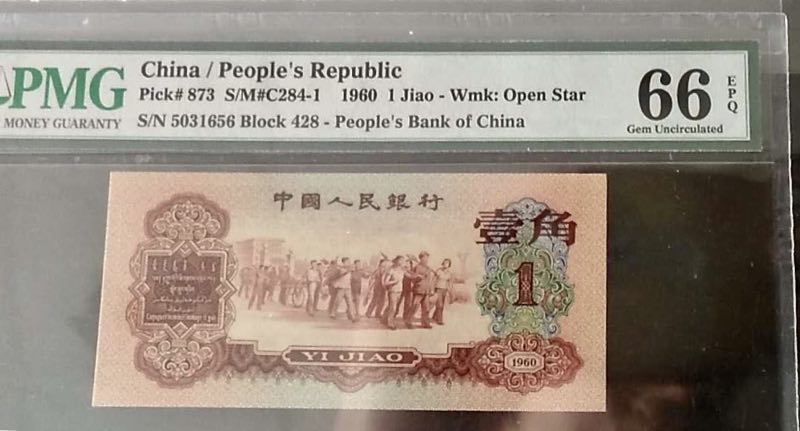 PMG
MONEY GUARANTY
China / People's Republic
Pick# 873 S/M#C284-1 1960 1 Jiao - Wmk: Open Star
S/N 5031656 Block 428 - People's Bank of China
66 EPQ
Gem Uncirculated
中國人民銀行
壹角
1
YI JIAO
1960